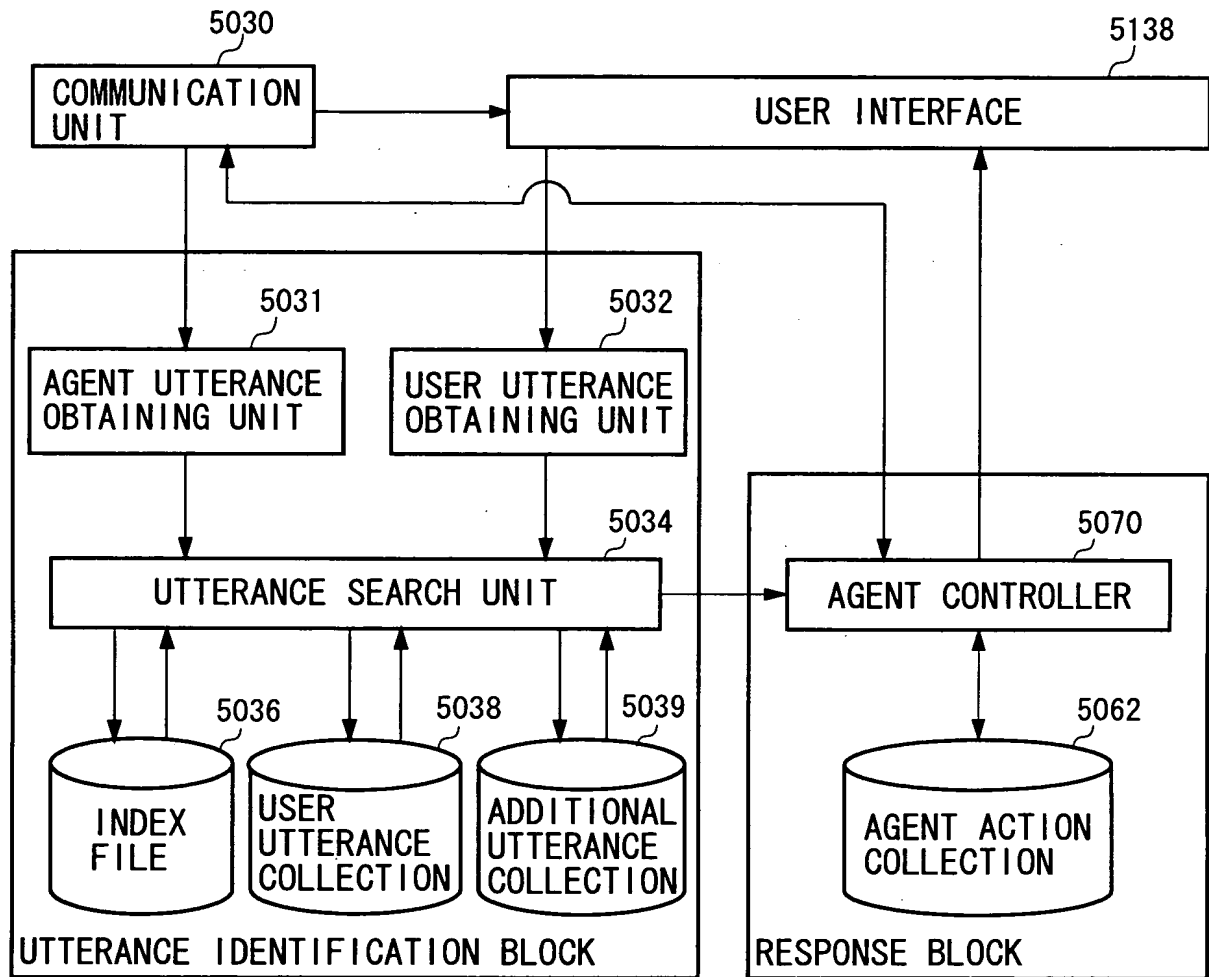 5030
COMMUNICATION
UNIT
5138
USER INTERFACE
5031
AGENT UTTERANCE
OBTAINING UNIT
5032
USER UTTERANCE
OBTAINING UNIT
5034
UTTERANCE SEARCH UNIT
5070
AGENT CONTROLLER
5036
INDEX
FILE
5038
USER
UTTERANCE
COLLECTION
5039
ADDITIONAL
UTTERANCE
COLLECTION
5062
AGENT ACTION
COLLECTION
UTTERANCE IDENTIFICATION BLOCK
RESPONSE BLOCK